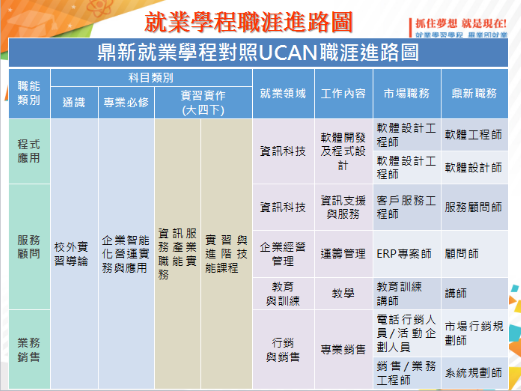 就業學程職涯進路圖
抓住夢想 就是現在!
就業學習學程 畢業即就業
鼎新就業學程對照UCAN職涯進路圖
職能
類別
科目類別
通識
專業必修
實習實作
(大四下)
就業領域
工作內容
市場職務
鼎新職務
程式
應用
服務
顧問
業務
銷售
校外實
習導論
企業智能
化營運實
務與應用
資訊服
務產業
職能實
務
實習與
進階技
能課程
資訊科技
軟體開發
及程式設
計
軟體設計工
程師
軟體工程師
軟體設計工
程師
軟體設計師
資訊科技
資訊支援
與服務
客戶服務工
程師
服務顧問師
企業經營
管理
運籌管理
ERP專案師
顧問師
教育
與訓練
教學
教育訓練
講師
講師
行銷
與銷售
專業銷售
電話行銷人
員/活動企
劃人員
市場行銷規
劃師
銷售/業務
工程師
系統規劃師